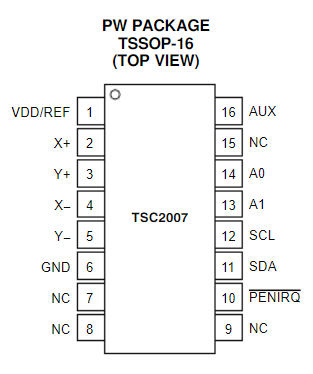 PW PACKAGE
TSSOP-16
(TOP VIEW)
VDD/REF 1 16 AUX
X+ 2 15 NC
Y+ 3 14 A0
X– 4 13 A1
TSC2007
Y– 5 12 SCL
GND 6 11 SDA
NC 7 10 PENIRQ
NC 8 9 NC